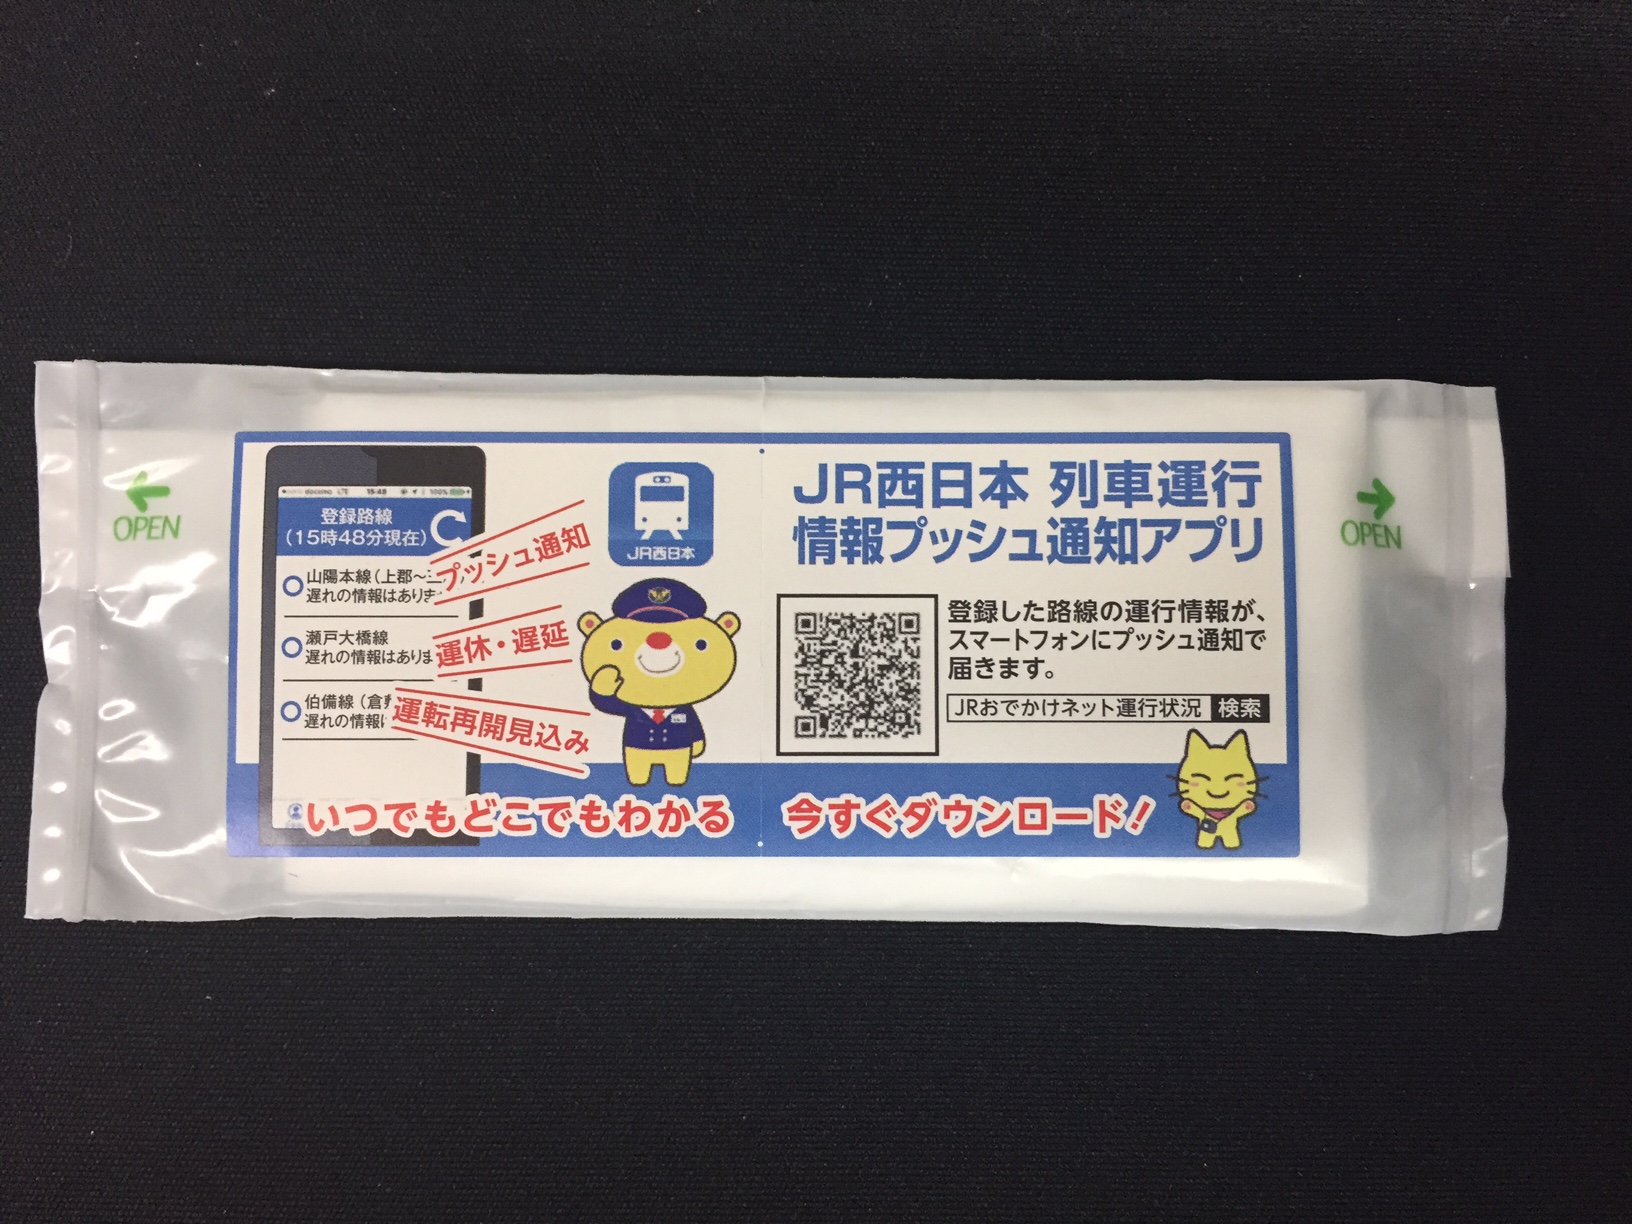 OPEN
docomo LTE 15:48 100%
登録路線
(15時48分現在)
山陽本線(上郡〜三
遅れの情報はありま
瀬戸大橋線
遅れの情報はありま
伯備線(倉敷
遅れの情報
プッシュ通知
運休・遅延
運転再開見込み
JR西日本
いつでもどこでもわかる
JR西日本 列車運行
情報プッシュ通知アプリ
登録した路線の運行情報が、
スマートフォンにプッシュ通知で
届きます。
JRおでかけネット運行状況 検索
今すぐダウンロード!
OPEN